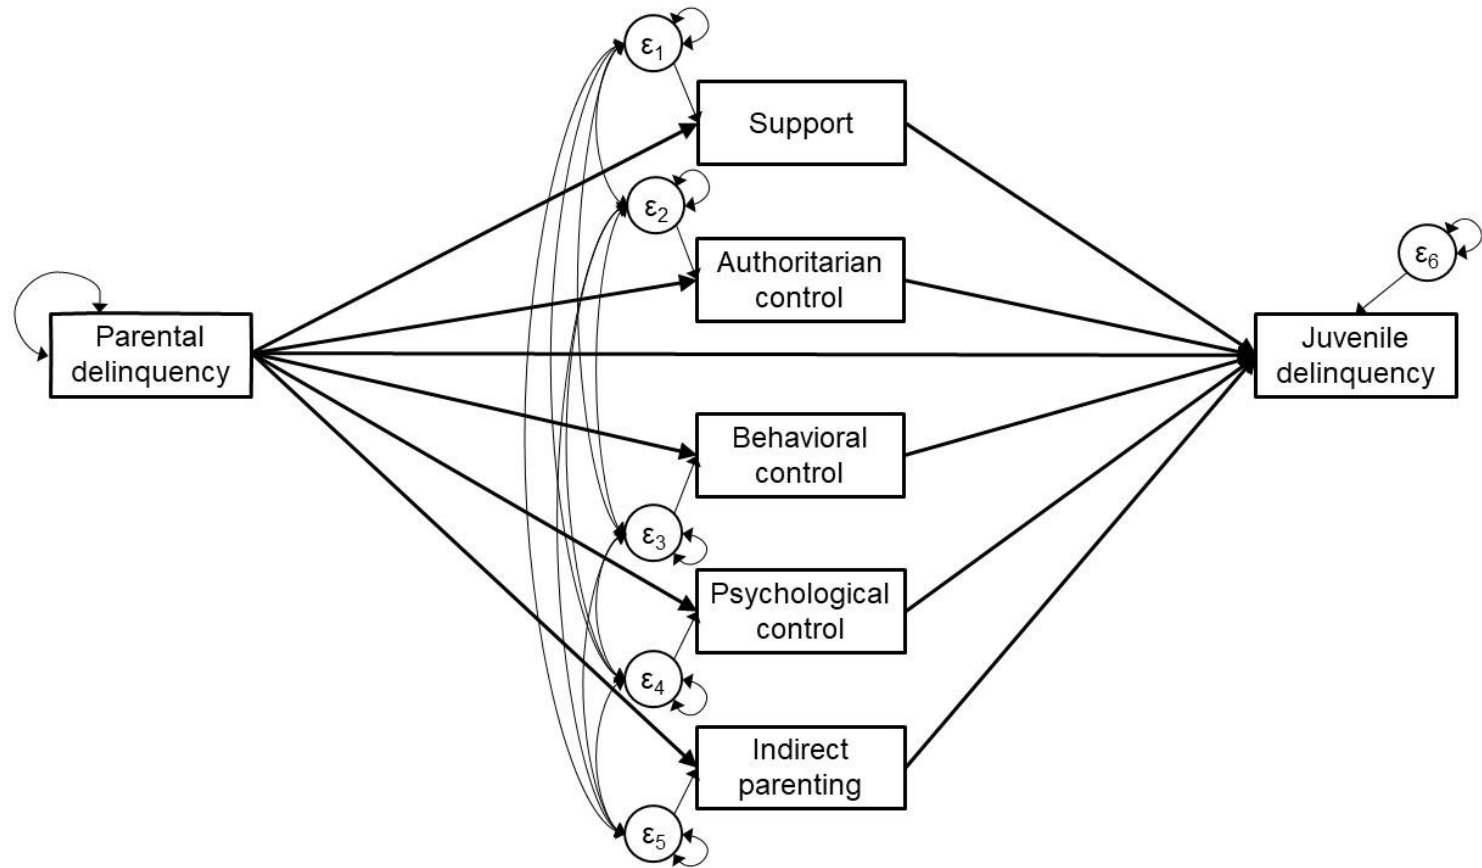 ε1
Support
ε2
Authoritarian
control
ε6
Parental
delinquency
Juvenile
delinquency
Behavioral
control
ε3
Psychological
control
ε4
Indirect
parenting
ε5